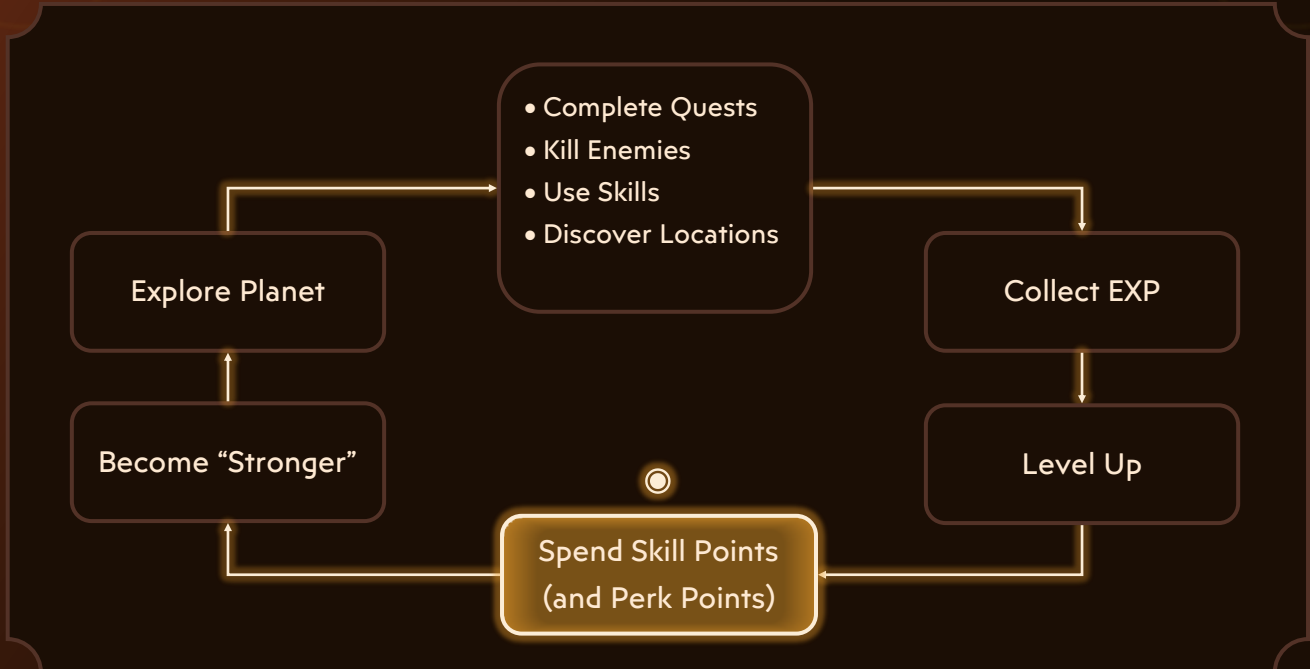 • Complete Quests
• Kill Enemies
• Use Skills
• Discover Locations
Explore Planet
Collect EXP
Become “Stronger”
Level Up
Spend Skill Points
(and Perk Points)